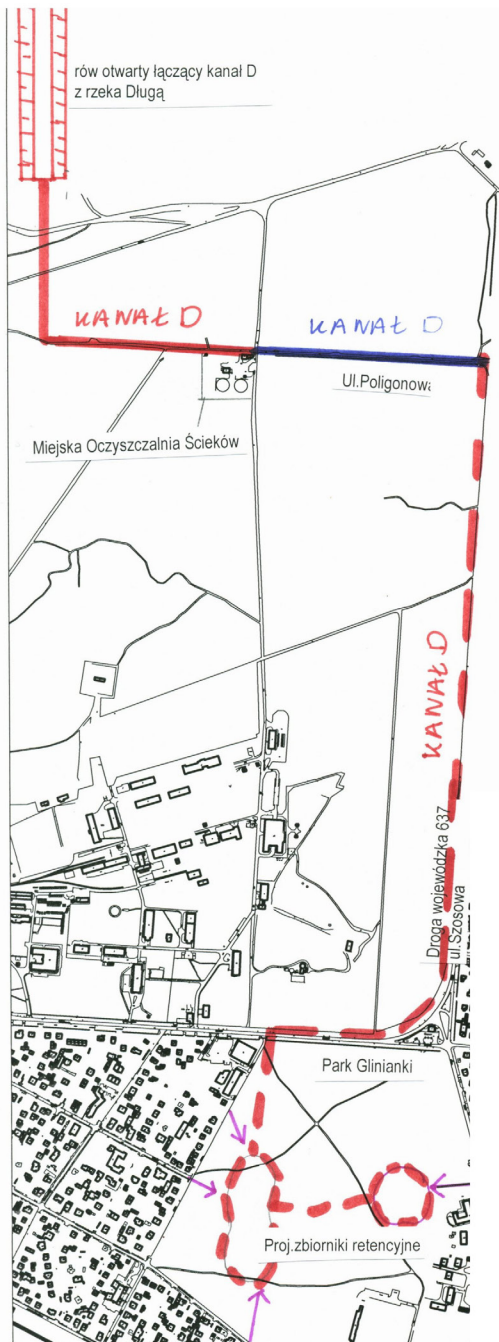 rów otwarty łączący kanał D
z rzeka Długą
KANAŁ D
KANAŁ D
Ul.Poligonowa
Miejska Oczyszczalnia Ścieków
KANAŁ D
Droga wojewódzka 637
ul.Szosowa
Park Glinianki
Proj.zbiorniki retencyjne